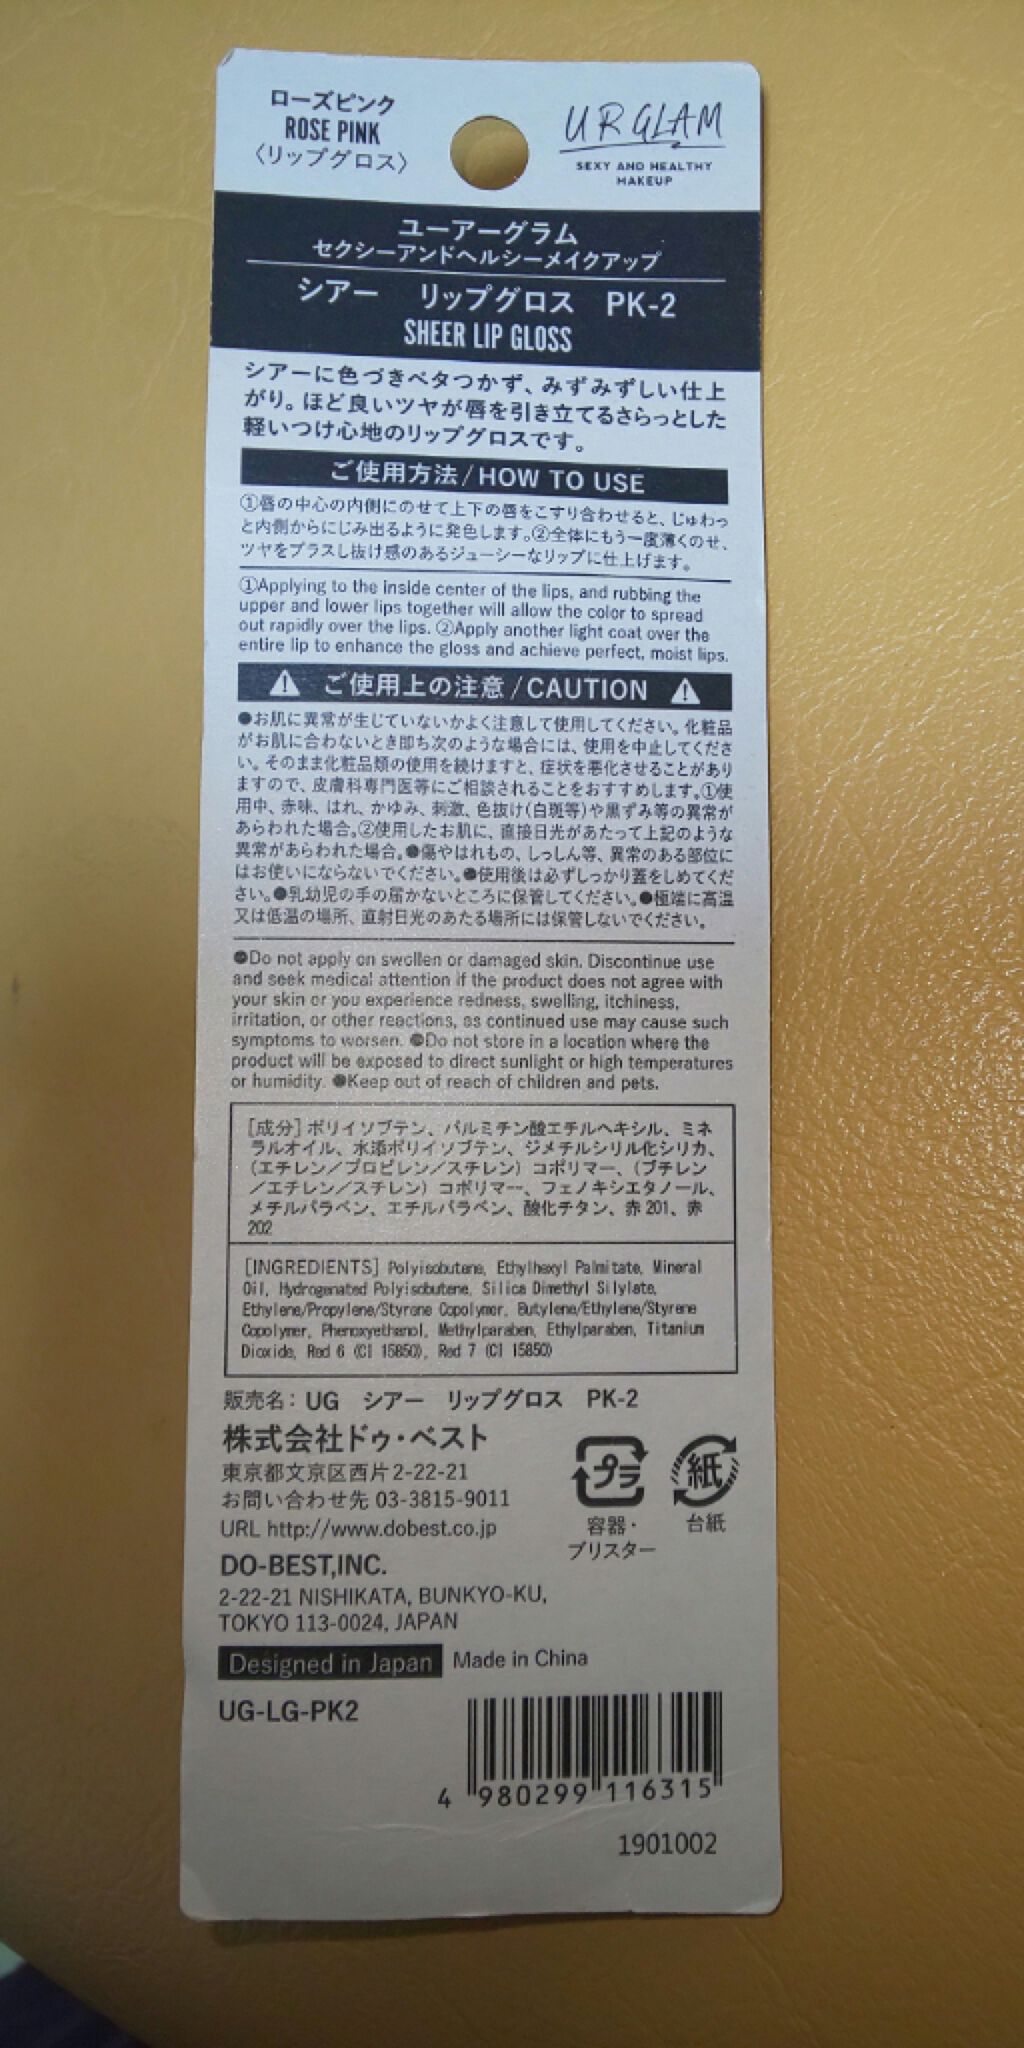 ローズピンク
ROSE PINK
〈リップグロス〉
UR GLAM
SEXY AND HEALTHY
MAKEUP
ユーアーグラム
セクシーアンドヘルシーメイクアップ
シアー リップグロス PK-2
SHEER LIP GLOSS
シアーに色づきベタつかず、みずみずしい仕上
がり。ほど良いツヤが唇を引き立てるさらっとした
軽いつけ心地のリップグロスです。
ご使用方法/HOW TO USE
①唇の中心の内側にのせて上下の唇をこすり合わせると、じゅわっ
と内側からにじみ出るように発色します。②全体にもう一度薄くのせ、
ツヤをプラスし抜け感のあるジューシーなリップに仕上げます。
①Applying to the inside center of the lips, and rubbing the
upper and lower lips together will allow the color to spread
out rapidly over the lips. ②Apply another light coat over the
entire lip to enhance the gloss and achieve perfect, moist lips.
⚠ ご使用上の注意/CAUTION ⚠
●お肌に異常が生じていないかよく注意して使用してください。化粧品
がお肌に合わないとき即ち次のような場合には、使用を中止してくださ
い。そのまま化粧品類の使用を続けますと、症状を悪化させることがあり
ますので、皮膚科専門医等にご相談されることをおすすめします。①使
用中、赤味、はれ、かゆみ、刺激、色抜け(白斑等)や黒ずみ等の異常が
あらわれた場合。②使用したお肌に、直接日光があたって上記のような
異常があらわれた場合。●傷やはれもの、しっしん等、異常のある部位に
はお使いにならないでください。●使用後は必ずしっかり蓋をしめてくだ
さい。●乳幼児の手の届かないところに保管してください。●極端に高温
又は低温の場所、直射日光のあたる場所には保管しないでください。
●Do not apply on swollen or damaged skin. Discontinue use
and seek medical attention if the product does not agree with
your skin or you experience redness, swelling, itchiness,
irritation, or other reactions, as continued use may cause such
symptoms to worsen. ●Do not store in a location where the
product will be exposed to direct sunlight or high temperatures
or humidity. ●Keep out of reach of children and pets.
[成分]ポリイソブテン、パルミチン酸エチルヘキシル、ミネ
ラルオイル、水添ポリイソブテン、ジメチルシリル化シリカ、
(エチレン/プロピレン/スチレン)コポリマー、(ブチレン
/エチレン/スチレン)コポリマー、フェノキシエタノール、
メチルパラベン、エチルパラベン、酸化チタン、赤201、赤
202
[INGREDIENTS] Polyisobutene, Ethylhexyl Palmitate, Mineral
Oil, Hydrogenated Polyisobutene, Silica Dimethyl Silylate,
Ethylene/Propylene/Styrene Copolymer, Butylene/Ethylene/Styrene
Copolymer, Phenoxyethanol, Methylparaben, Ethylparaben, Titanium
Dioxide, Red 6 (CI 15850), Red 7 (CI 15850)
販売名：UG シアー リップグロス PK-2
株式会社ドゥ・ベスト
東京都文京区西片2-22-21
お問い合わせ先 03-3815-9011
URL http://www.dobest.co.jp
プラ
容器・
ブリスター
紙
台紙
DO-BEST,INC.
2-22-21 NISHIKATA, BUNKYO-KU,
TOKYO 113-0024, JAPAN
Designed in Japan Made in China
UG-LG-PK2
4 980299 116315
1901002